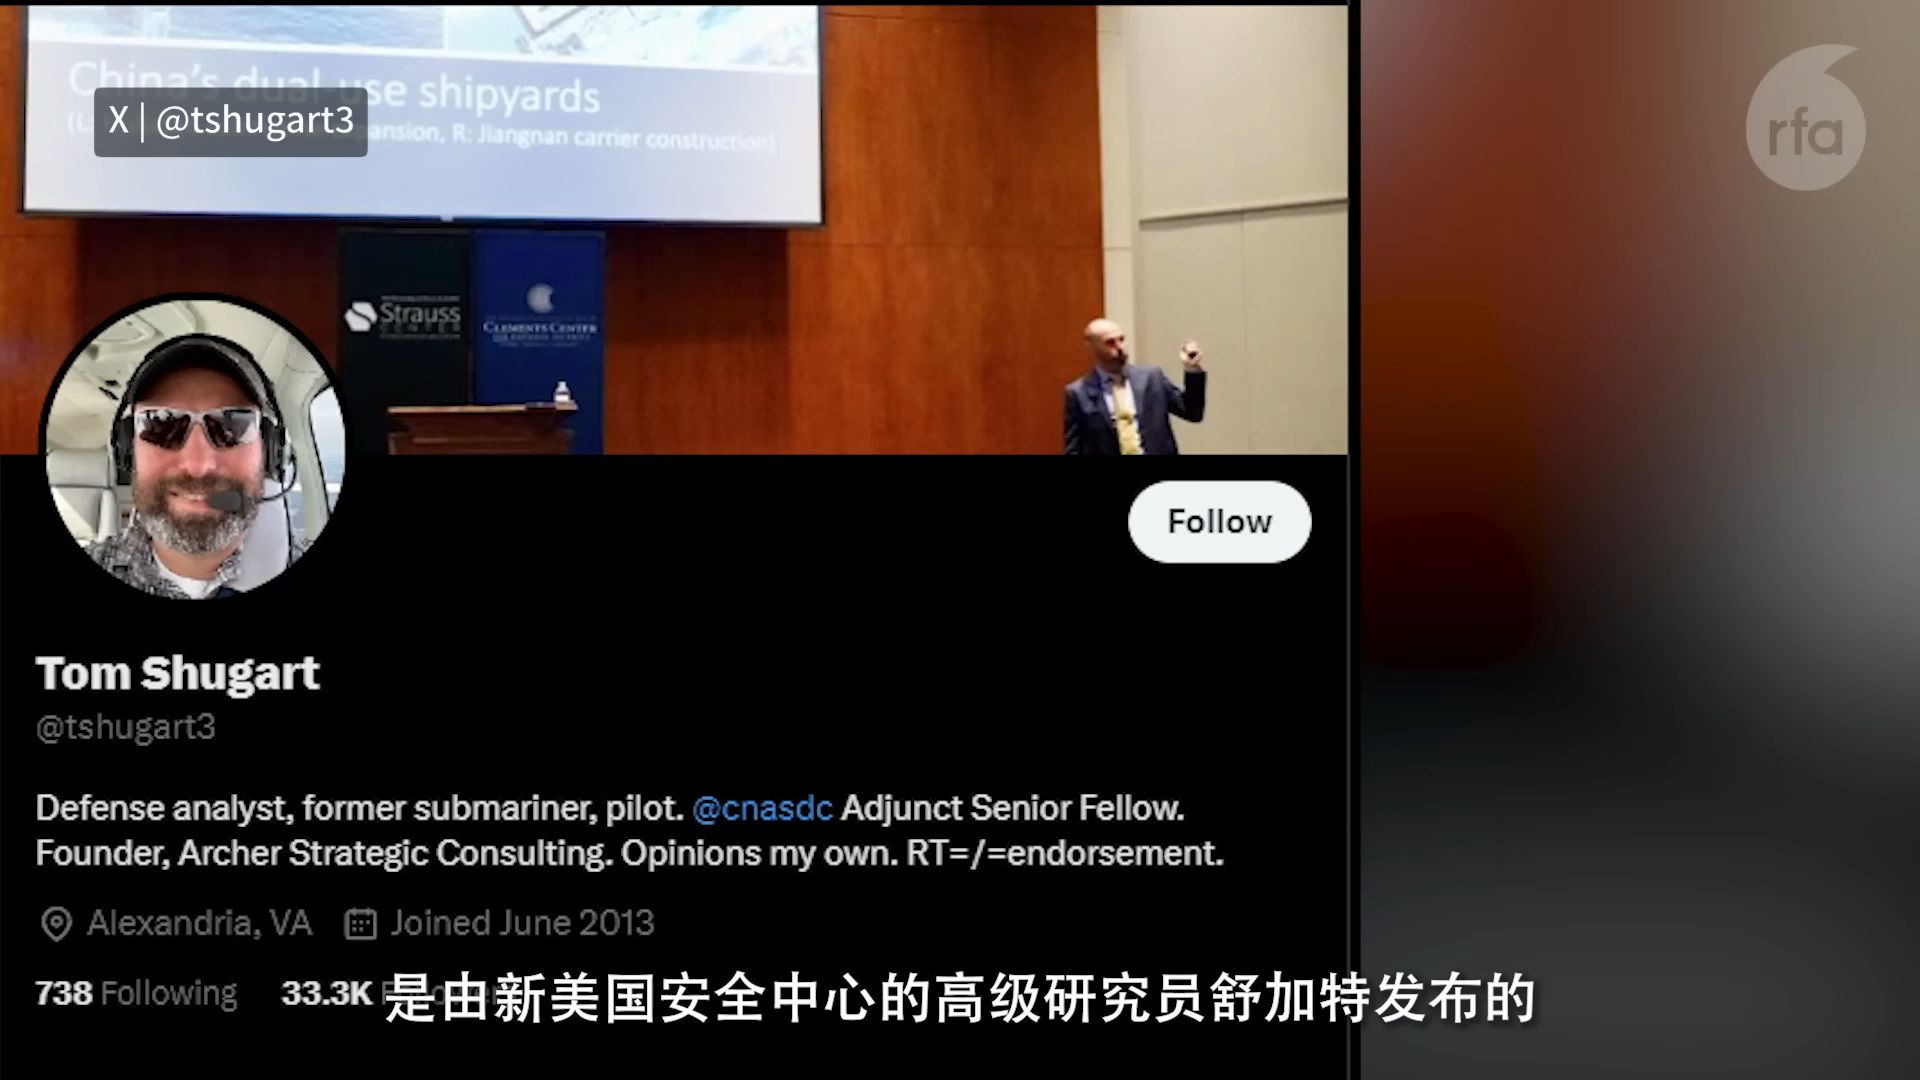 China's dual-use shipyards
ansion, R: Jiangnan carrier construction)
X | @tshugart3
rfa
Strauss
CENTER
CLEMENTS CENTER
Follow
Tom Shugart
@tshugart3
Defense analyst, former submariner, pilot. @cnasdc Adjunct Senior Fellow.
Founder, Archer Strategic Consulting. Opinions my own. RT=/=endorsement.
Alexandria, VA Joined June 2013
738 Following 33.3K
是由新美国安全中心的高级研究员舒加特发布的